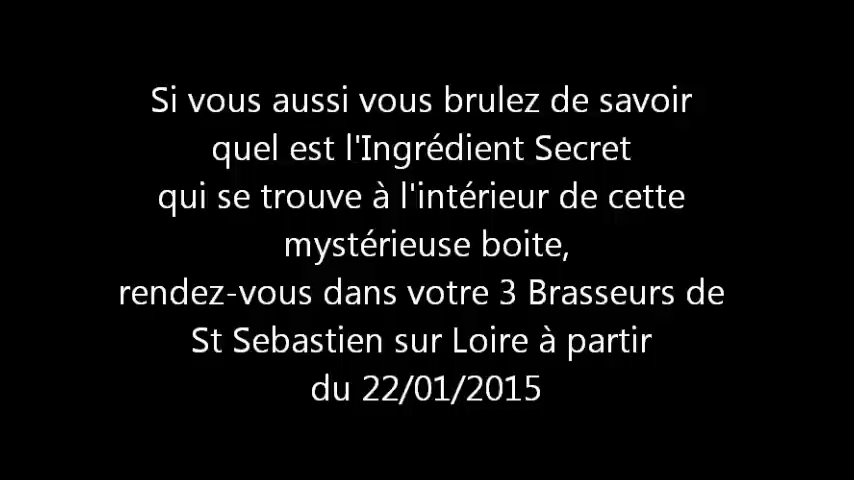 Si vous aussi vous brulez de savoir
quel est l'Ingrédient Secret
qui se trouve à l'intérieur de cette
mystérieuse boite,
rendez-vous dans votre 3 Brasseurs de
St Sebastien sur Loire à partir
du 22/01/2015